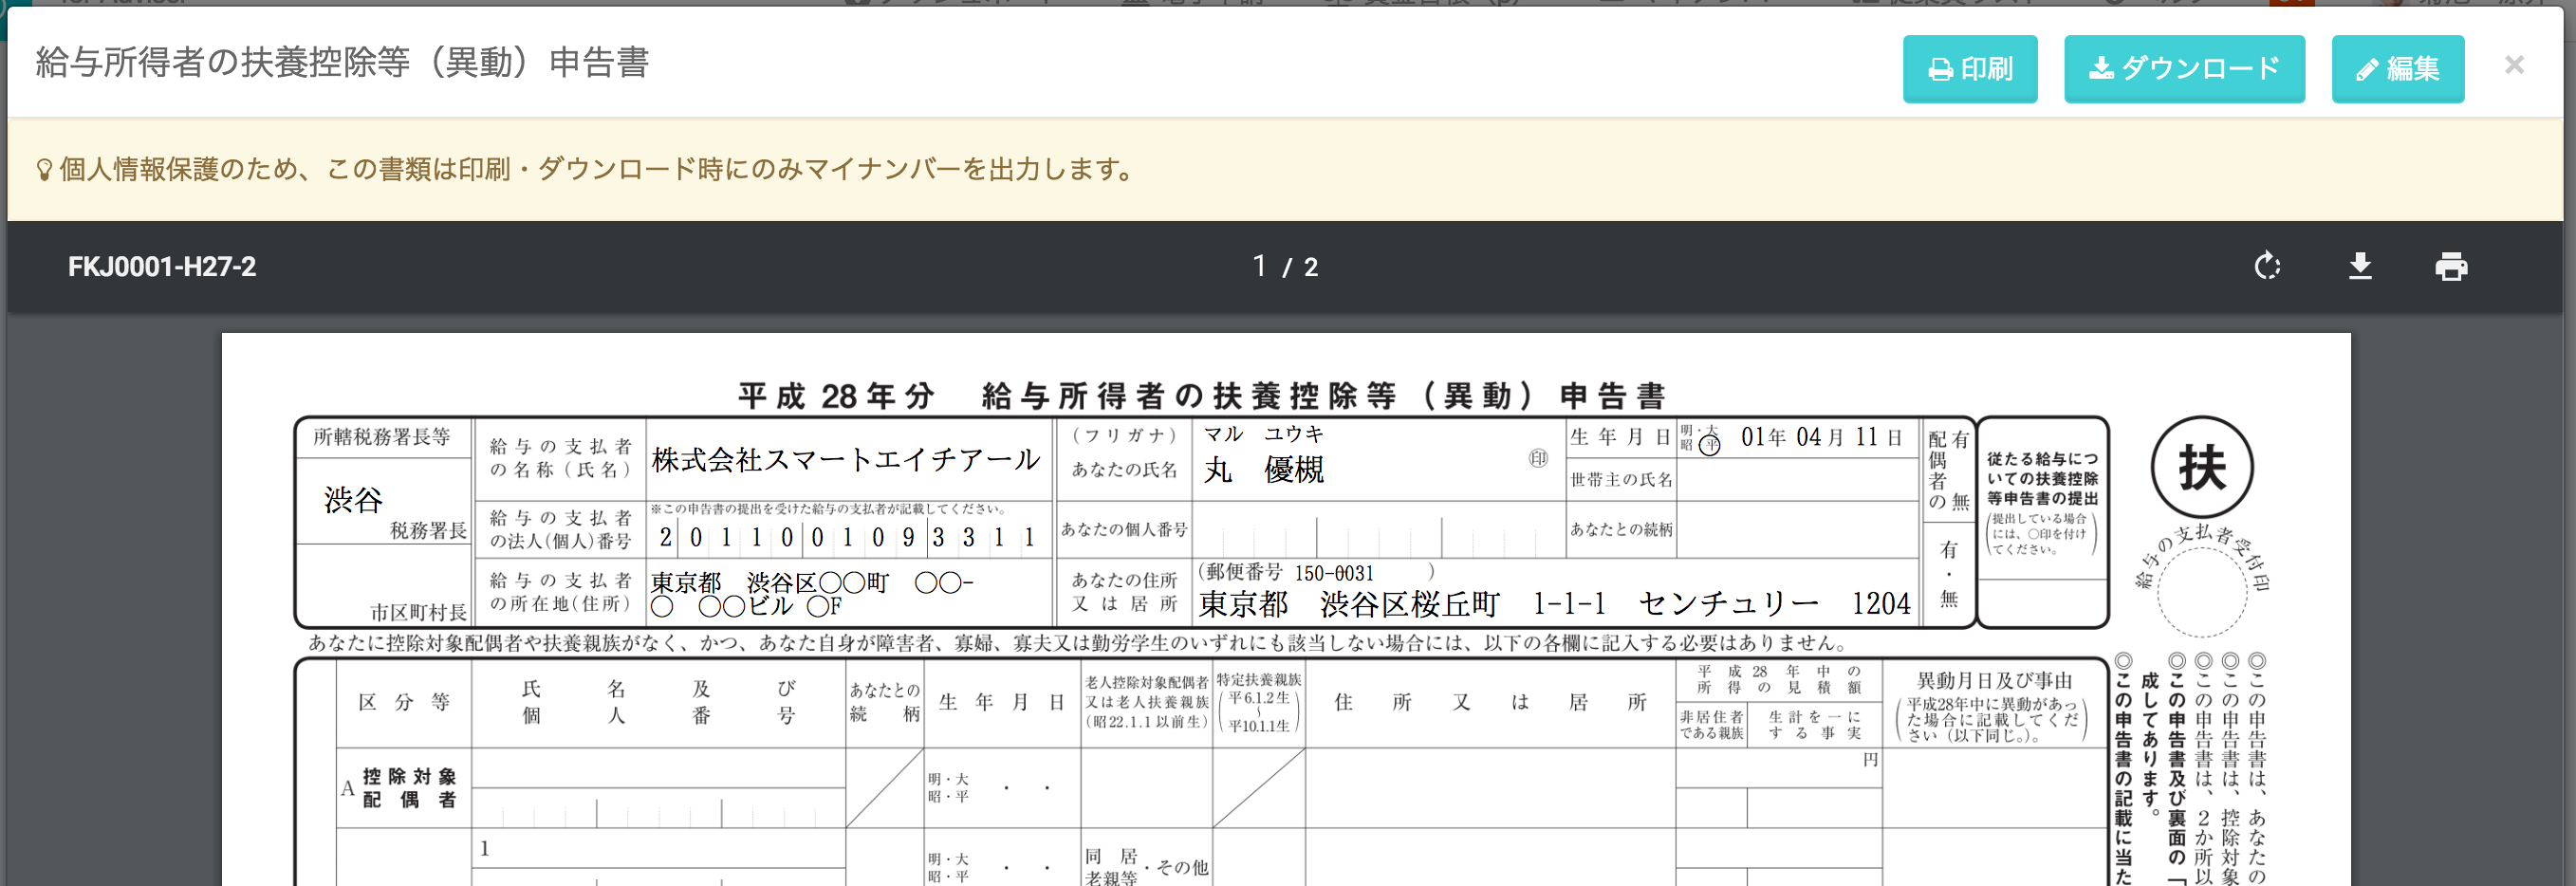 for Adviser
給与所得者の扶養控除等（異動）申告書
印刷
ダウンロード
編集
×
個人情報保護のため、この書類は印刷・ダウンロード時にのみマイナンバーを出力します。
FKJ0001-H27-2
1 / 2
平成 28年分 給与所得者の扶養控除等（異動）申告書
所轄税務署長等
渋谷
税務署長
市区町村長
給与の支払者
の名称（氏名）
株式会社スマートエイチアール
給与の支払者
の法人（個人）番号
※この申告書の提出を受けた給与の支払者が記載してください。
2011001093311
給与の支払者
の所在地（住所）
東京都 渋谷区〇〇町 〇〇-
〇 〇〇ビル 〇F
（フリガナ）
マル ユウキ
あなたの氏名
丸 優槻
印
あなたの個人番号
あなたの住所
又は居所
（郵便番号 150-0031 ）
東京都 渋谷区桜丘町 1-1-1 センチュリー 1204
生年月日
明・大
昭・平
01年 04月 11日
世帯主の氏名
あなたとの続柄
配偶者の有無
有・無
従たる給与につ
いての扶養控除
等申告書の提出
（提出している場合
には、〇印を付け
てください。）
扶
給与の支払者受付印
あなたに控除対象配偶者や扶養親族がなく、かつ、あなた自身が障害者、寡婦、寡夫又は勤労学生のいずれにも該当しない場合には、以下の各欄に記入する必要はありません。
区分等
氏名及び
個人番号
あなたとの
続柄
生年月日
老人控除対象配偶者
又は老人扶養親族
（昭22.1.1以前生）
特定扶養親族
（平6.1.2生
～
平10.1.1生）
住所又は居所
平成28年中の
所得の見積額
非居住者
である親族
生計を一に
する事実
異動月日及び事由
（平成28年中に異動があっ
た場合に記載してくだ
さい（以下同じ。）。）
A
控除対象
配偶者
明・大
昭・平
・ ・
円
1
明・大
昭・平
・ ・
同居
老親等
・その他
◎この申告書は、あなたの
◎この申告書は、控除対象
◎この申告書は、２か所以
◎この申告書及び裏面の「
成してあります。
◎この申告書の記載に当た